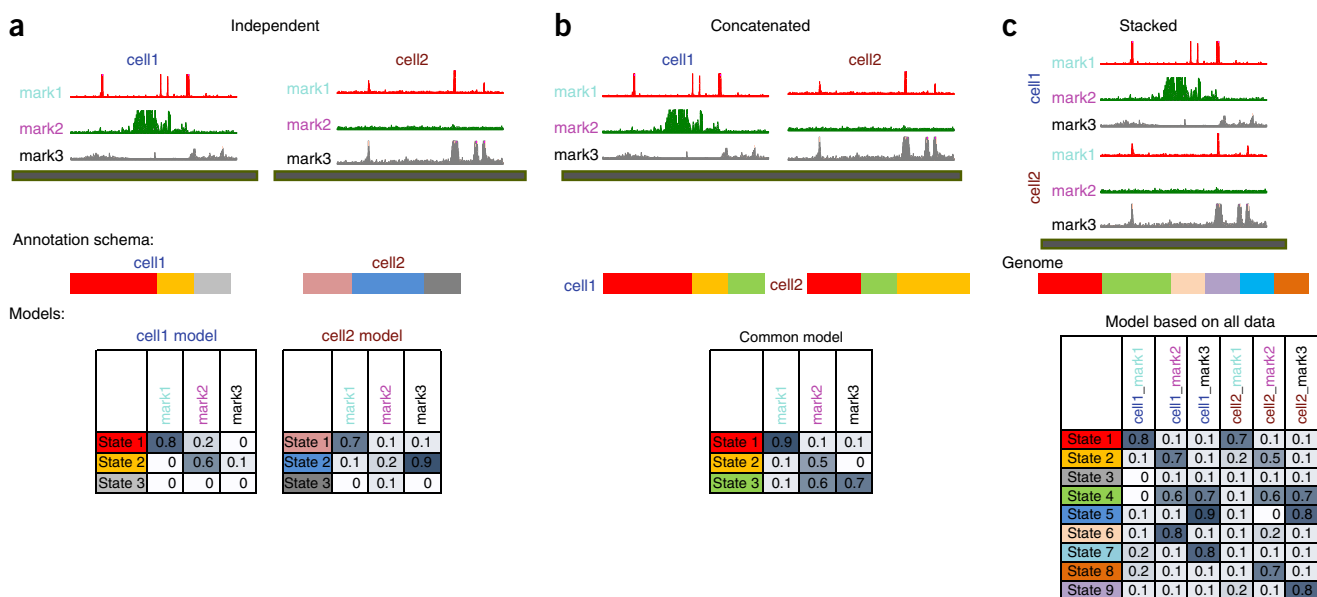 a
Independent
cell1
cell2
mark1
mark2
mark3
mark1
mark2
mark3
Annotation schema:
cell1
cell2
Models:
cell1 model
cell2 model
mark1 mark2 mark3
State 1 0.8 0.2 0
State 2 0 0.6 0.1
State 3 0 0 0
mark1 mark2 mark3
State 1 0.7 0.1 0.1
State 2 0.1 0.2 0.9
State 3 0 0.1 0
b
Concatenated
cell1
cell2
mark1
mark2
mark3
cell1
cell2
Common model
mark1 mark2 mark3
State 1 0.9 0.1 0.1
State 2 0.1 0.5 0
State 3 0.1 0.6 0.7
c
Stacked
cell1
mark1
mark2
mark3
cell2
mark1
mark2
mark3
Genome
Model based on all data
cell1_mark1 cell1_mark2 cell1_mark3 cell2_mark1 cell2_mark2 cell2_mark3
State 1 0.8 0.1 0.1 0.7 0.1 0.1
State 2 0.1 0.7 0.1 0.2 0.5 0.1
State 3 0 0.1 0.1 0.1 0.1 0.1
State 4 0 0.6 0.7 0.1 0.6 0.7
State 5 0.1 0.1 0.9 0.1 0 0.8
State 6 0.1 0.8 0.1 0.1 0.2 0.1
State 7 0.2 0.1 0.8 0.1 0.1 0.1
State 8 0.2 0.1 0.1 0.1 0.7 0.1
State 9 0.1 0.1 0.1 0.2 0.1 0.8